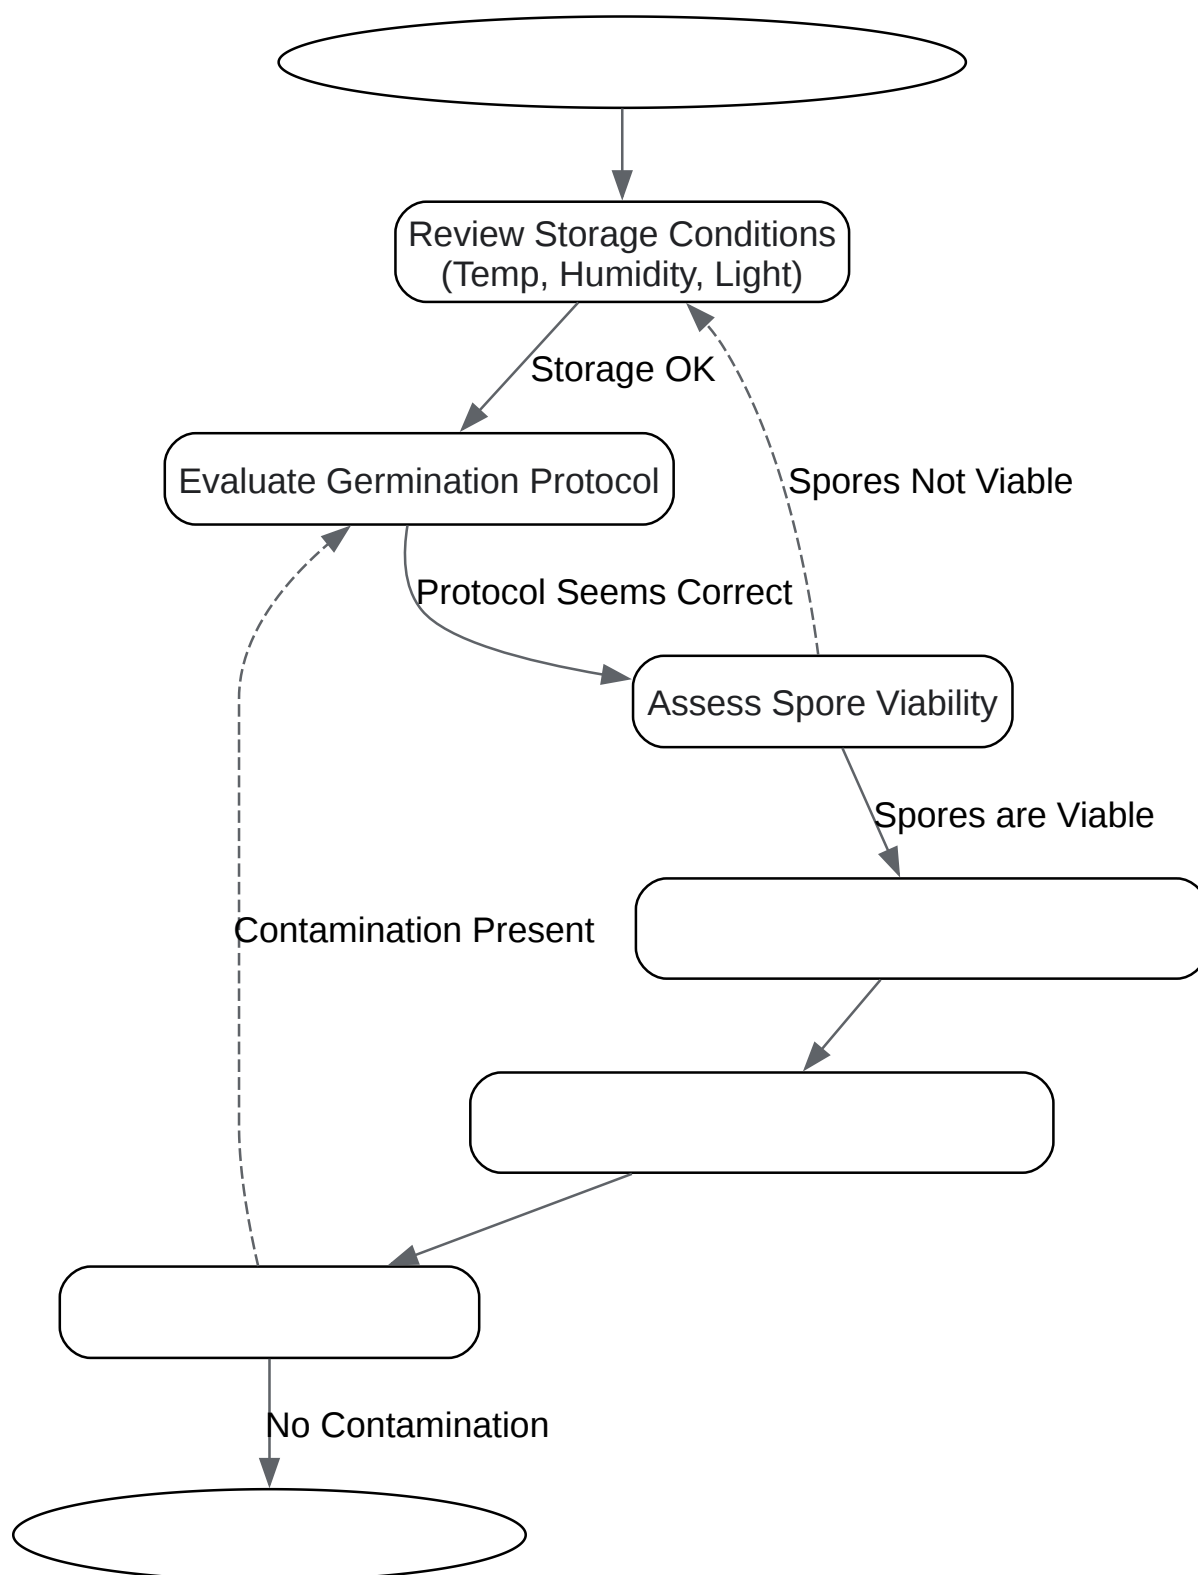 Review Storage Conditions
(Temp, Humidity, Light)
Storage OK
Evaluate Germination Protocol
Spores Not Viable
Protocol Seems Correct
Assess Spore Viability
Spores are Viable
Contamination Present
No Contamination